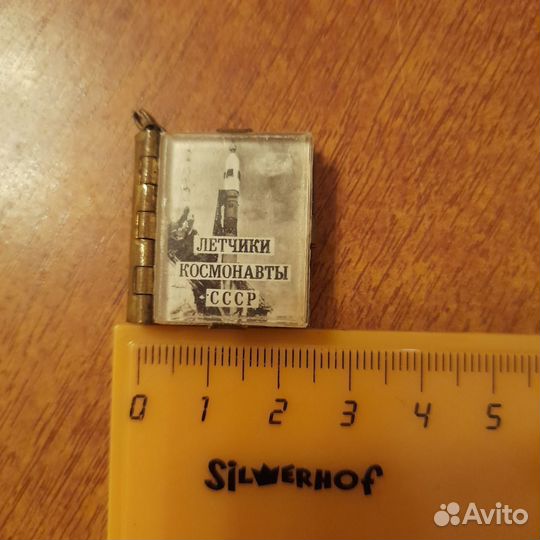 ЛЕТЧИКИ
КОСМОНАВТЫ
СССР
0 1 2 3 4 5
SILWERHOF
Avito